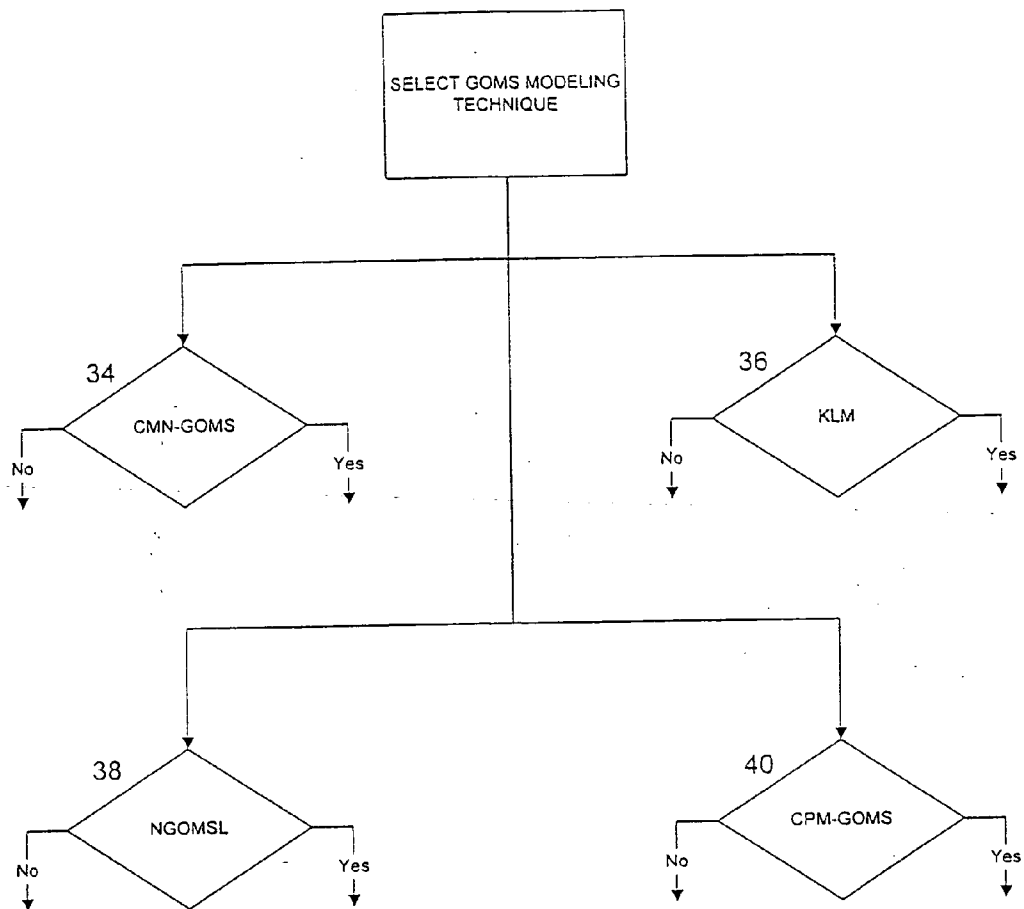 SELECT GOMS MODELING
TECHNIQUE
34
CMN-GOMS
No
Yes
36
KLM
No
Yes
38
NGOMSL
No
Yes
40
CPM-GOMS
No
Yes